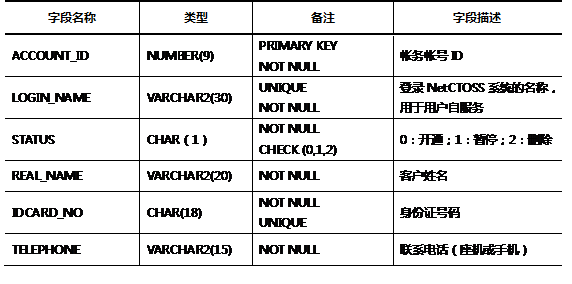 字段名称 类型 备注 字段描述
ACCOUNT_ID NUMBER(9) PRIMARY KEY 帐务帐号 ID
NOT NULL
LOGIN_NAME VARCHAR2(30) UNIQUE 登录 NetCTOSS 系统的名称，
NOT NULL 用于用户自服务
STATUS CHAR（1） NOT NULL 0：开通；1：暂停；2：删除
CHECK (0,1,2)
REAL_NAME VARCHAR2(20) NOT NULL 客户姓名
IDCARD_NO CHAR(18) NOT NULL 身份证号码
UNIQUE
TELEPHONE VARCHAR2(15) NOT NULL 联系电话（座机或手机）